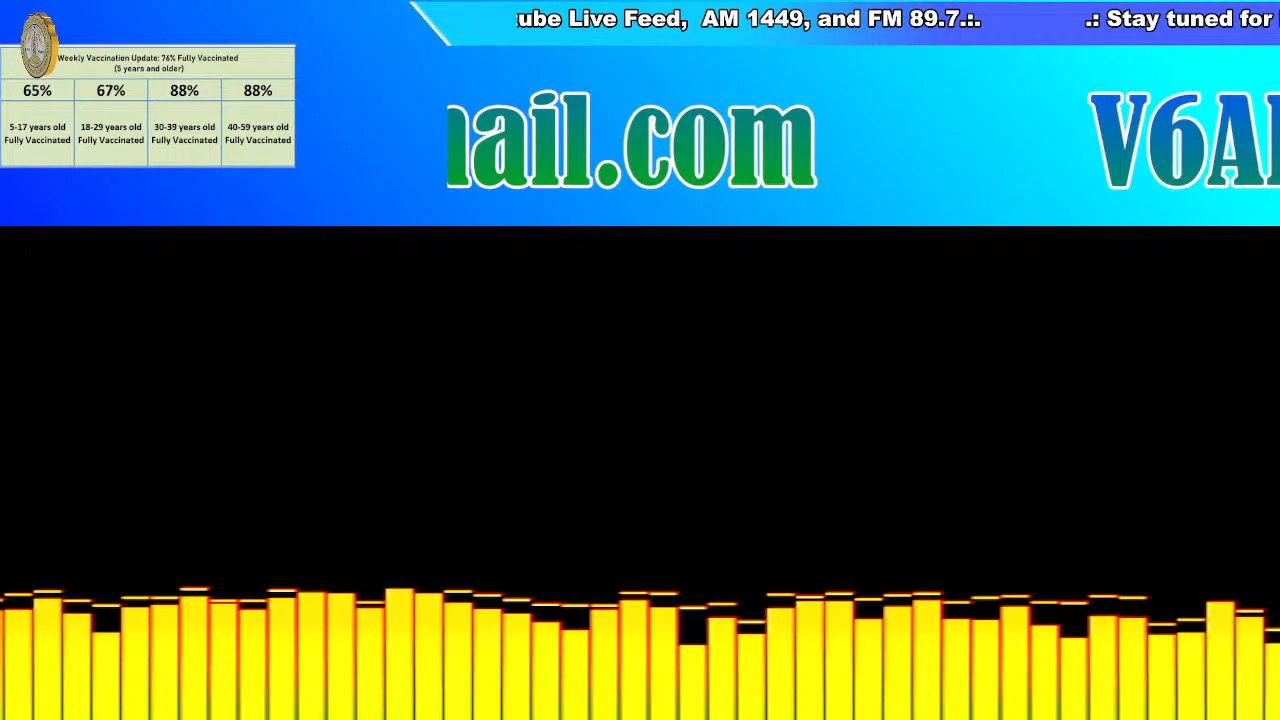 ube Live Feed, AM 1449, and FM 89.7.:. .: Stay tuned for
Weekly Vaccination Update: 76% Fully Vaccinated
(5 years and older)
65% 67% 88% 88%
5-17 years old 18-29 years old 30-39 years old 40-59 years old
Fully Vaccinated Fully Vaccinated Fully Vaccinated Fully Vaccinated
ail.com V6A